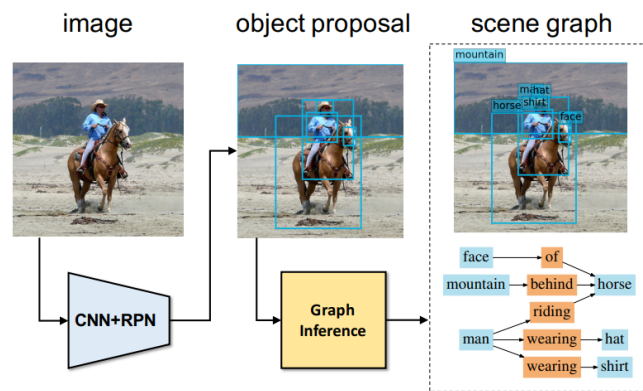 image
object proposal
scene graph
mountain
hat
shirt
horse
face
CNN+RPN
Graph
Inference
face of
mountain behind horse
riding
man wearing hat
wearing shirt